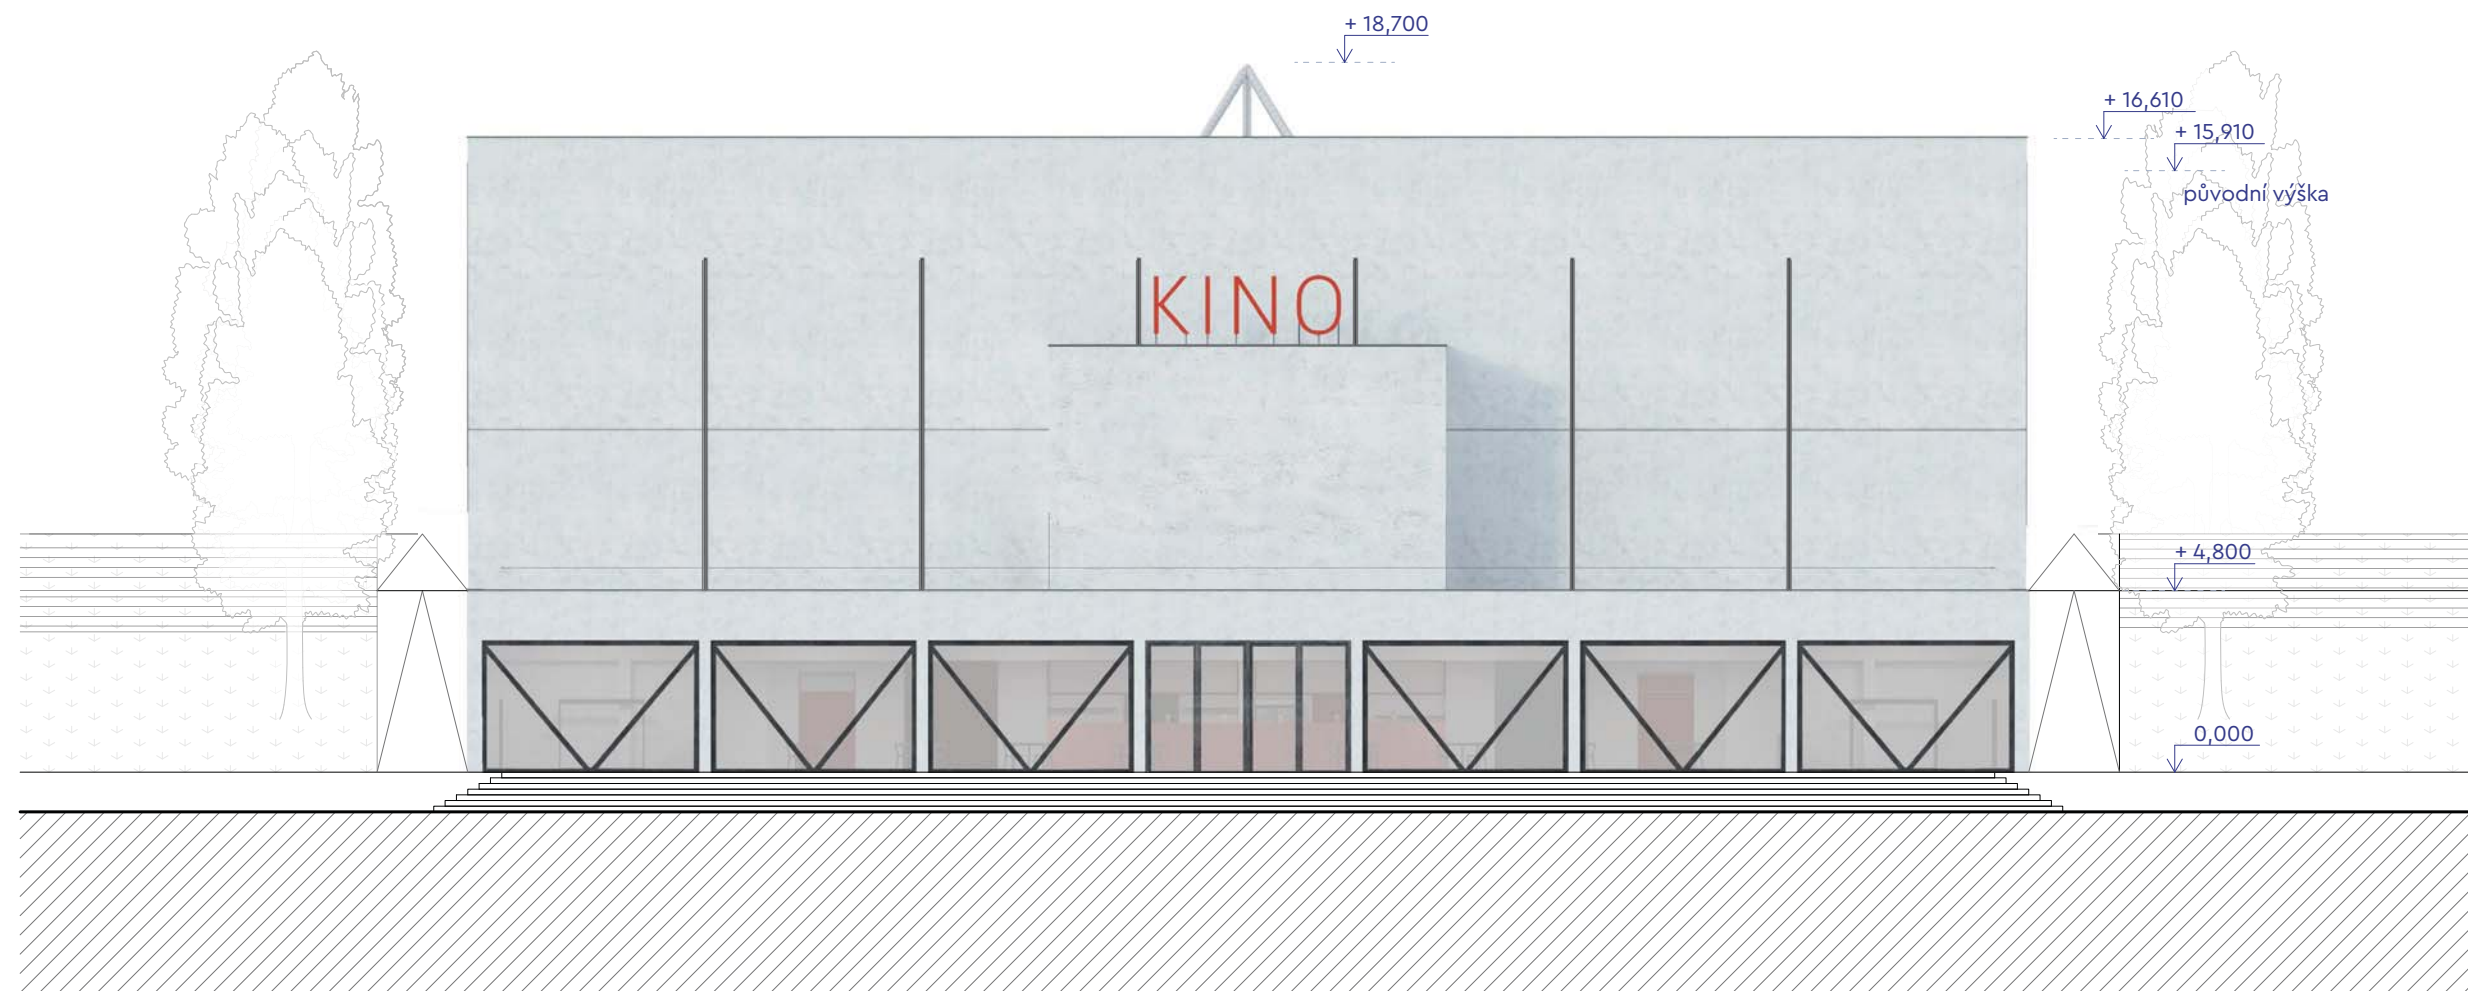 + 18,700
+ 16,610
+ 15,910
původní výška
KINO
+ 4,800
0,000